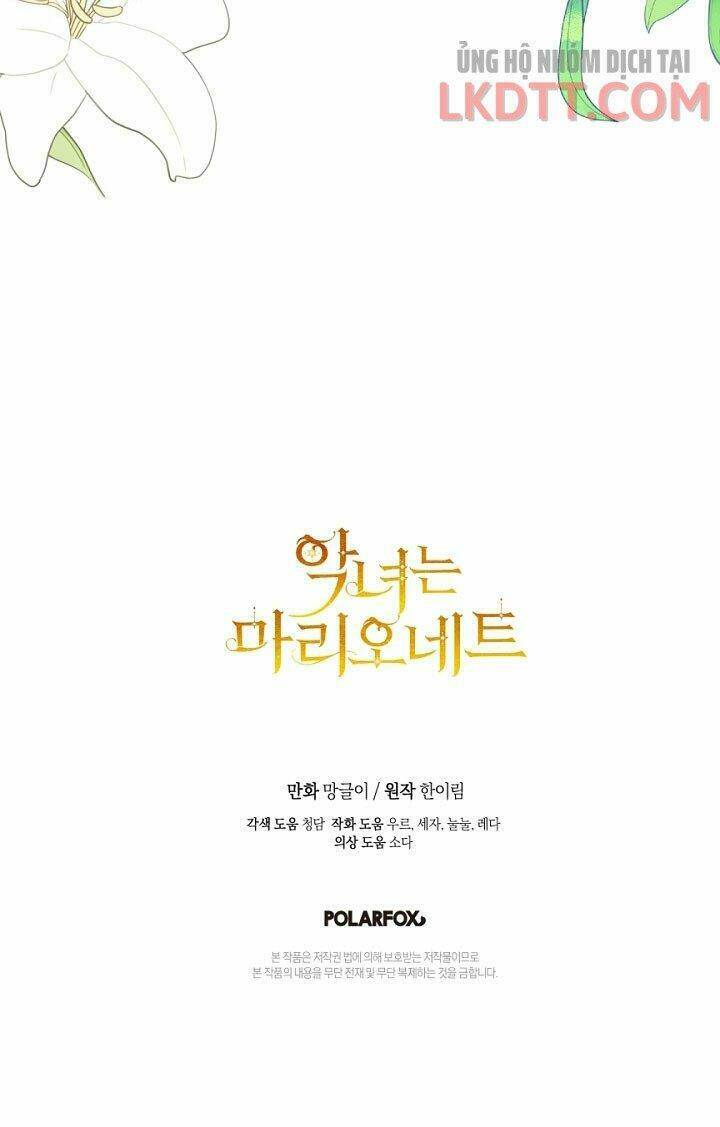 ỦNG HỘ NHÓM DỊCH TẠI
LKDTT.COM
악녀는
마리오네트
만화 망글이 / 원작 한이림
각색 도움 청담 작화 도움 우르, 세자, 눌눌, 레다
의상 도움 소다
POLARFOX
본 작품은 저작권 법에 의해 보호받는 저작물이므로
본 작품의 내용을 무단 전재 및 무단 복제하는 것을 금합니다.